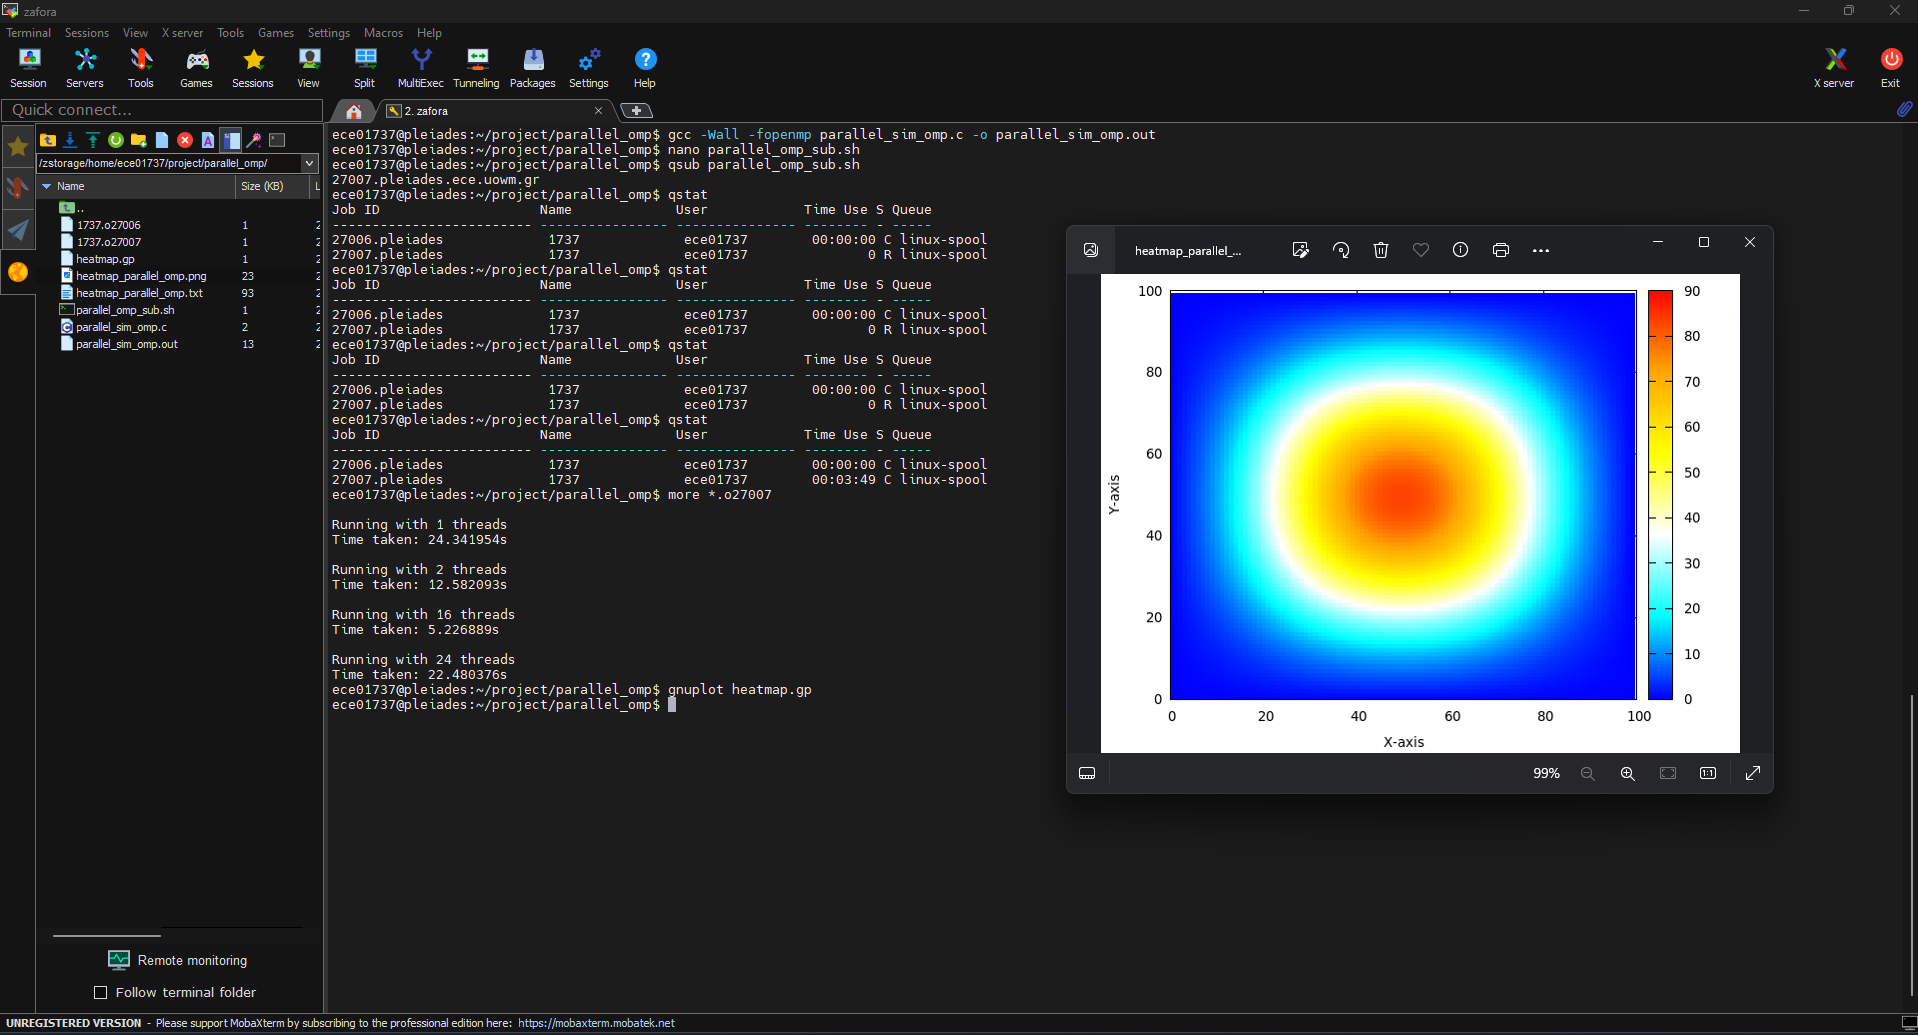 zafora
Terminal Sessions View X server Tools Games Settings Macros Help
Session Servers Tools Games Sessions View Split MultiExec Tunneling Packages Settings Help X server Exit
Quick connect...
2. zafora
/zstorage/home/ece01737/project/parallel_omp/
Name Size (KB)
..
1737.o27006 1 2
1737.o27007 1 2
heatmap.gp 1 2
heatmap_parallel_omp.png 23 2
heatmap_parallel_omp.txt 93 2
parallel_omp_sub.sh 1 2
parallel_sim_omp.c 2 2
parallel_sim_omp.out 13 2
Remote monitoring
Follow terminal folder
ece01737@pleiades:~/project/parallel_omp$ gcc -Wall -fopenmp parallel_sim_omp.c -o parallel_sim_omp.out
ece01737@pleiades:~/project/parallel_omp$ nano parallel_omp_sub.sh
ece01737@pleiades:~/project/parallel_omp$ qsub parallel_omp_sub.sh
27007.pleiades.ece.uowm.gr
ece01737@pleiades:~/project/parallel_omp$ qstat
Job ID Name User Time Use S Queue
------------------------- ---------------- --------------- -------- - -----
27006.pleiades 1737 ece01737 00:00:00 C linux-spool
27007.pleiades 1737 ece01737 0 R linux-spool
ece01737@pleiades:~/project/parallel_omp$ qstat
Job ID Name User Time Use S Queue
------------------------- ---------------- --------------- -------- - -----
27006.pleiades 1737 ece01737 00:00:00 C linux-spool
27007.pleiades 1737 ece01737 0 R linux-spool
ece01737@pleiades:~/project/parallel_omp$ qstat
Job ID Name User Time Use S Queue
------------------------- ---------------- --------------- -------- - -----
27006.pleiades 1737 ece01737 00:00:00 C linux-spool
27007.pleiades 1737 ece01737 0 R linux-spool
ece01737@pleiades:~/project/parallel_omp$ qstat
Job ID Name User Time Use S Queue
------------------------- ---------------- --------------- -------- - -----
27006.pleiades 1737 ece01737 00:00:00 C linux-spool
27007.pleiades 1737 ece01737 00:03:49 C linux-spool
ece01737@pleiades:~/project/parallel_omp$ more *.o27007
Running with 1 threads
Time taken: 24.341954s
Running with 2 threads
Time taken: 12.582093s
Running with 16 threads
Time taken: 5.226889s
Running with 24 threads
Time taken: 22.480376s
ece01737@pleiades:~/project/parallel_omp$ gnuplot heatmap.gp
ece01737@pleiades:~/project/parallel_omp$
heatmap_parallel_...
100
80
60
40
20
0
Y-axis
0 20 40 60 80 100
X-axis
90
80
70
60
50
40
30
20
10
0
99%
1:1
UNREGISTERED VERSION - Please support MobaXterm by subscribing to the professional edition here: https://mobaxterm.mobatek.net